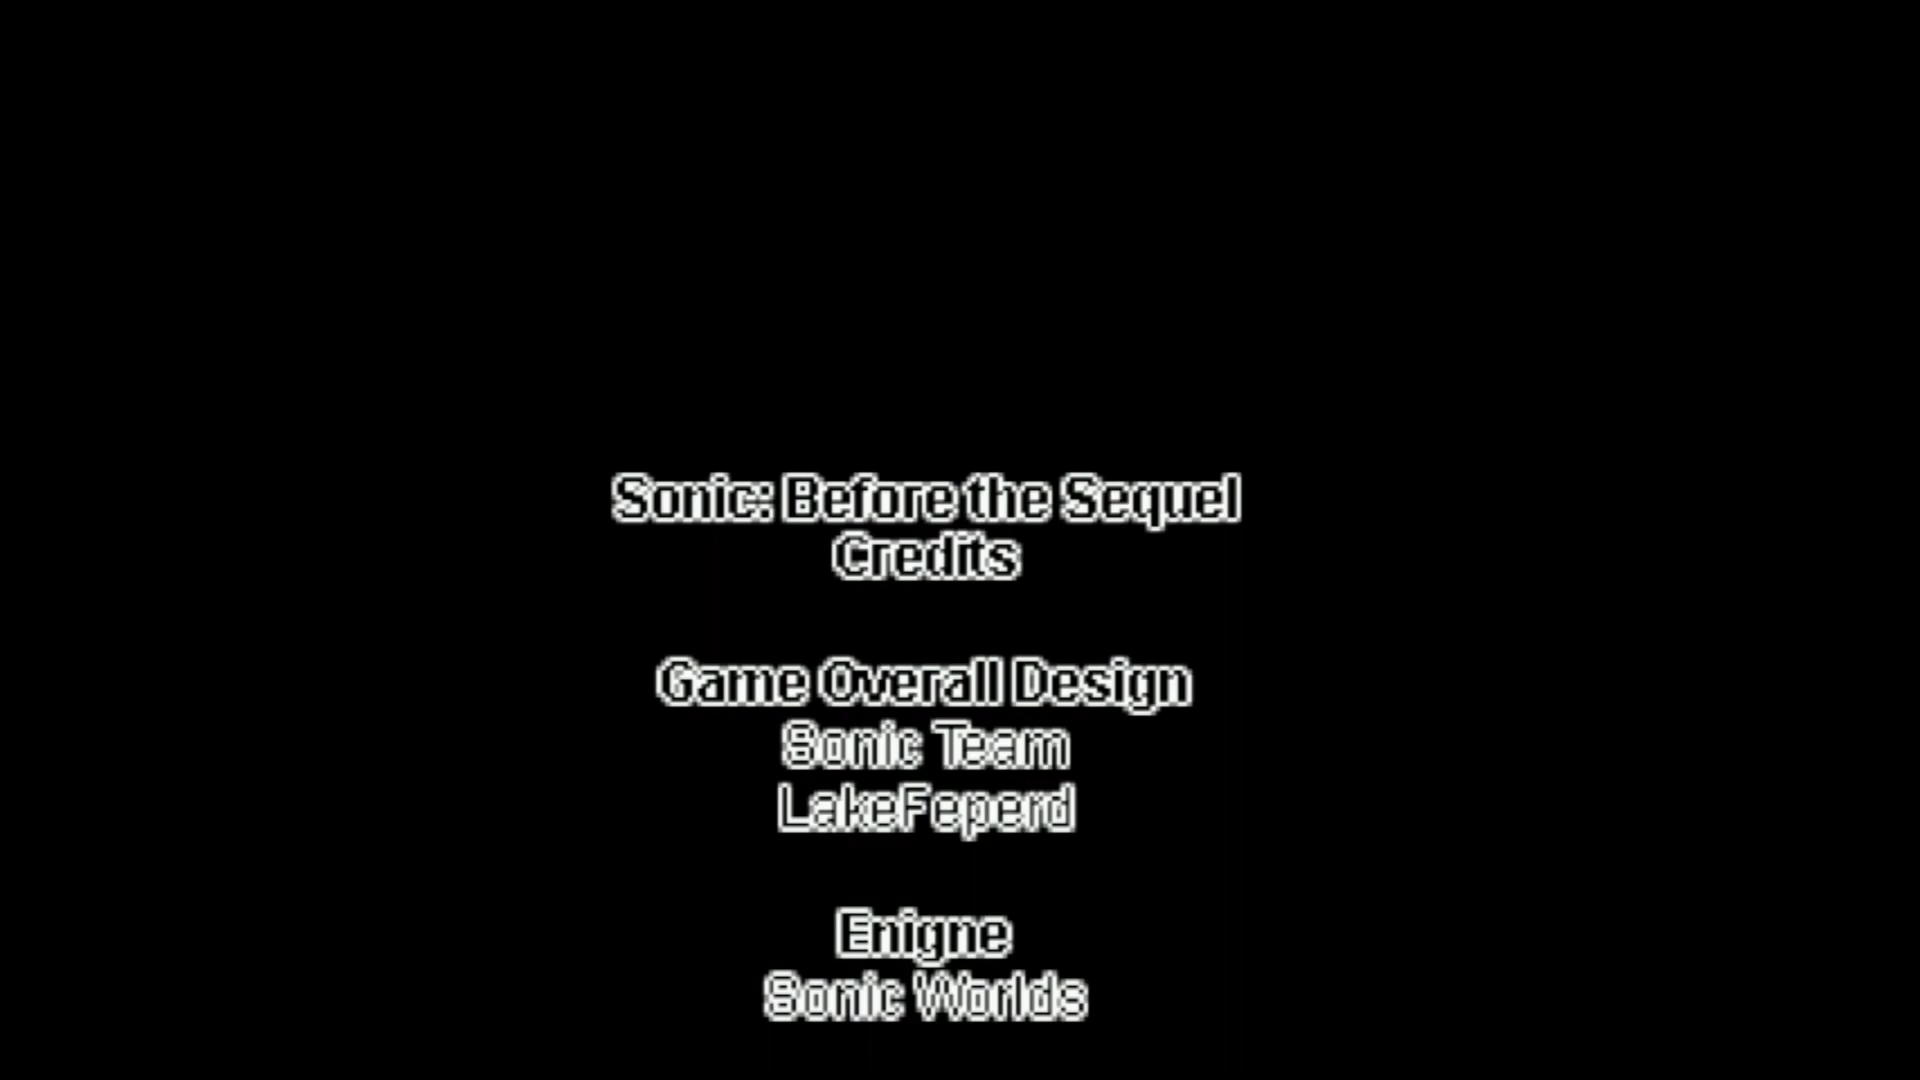 Sonic: Before the Sequel
Credits
Game Overall Design
Sonic Team
LakeFeperd
Enigne
Sonic Worlds